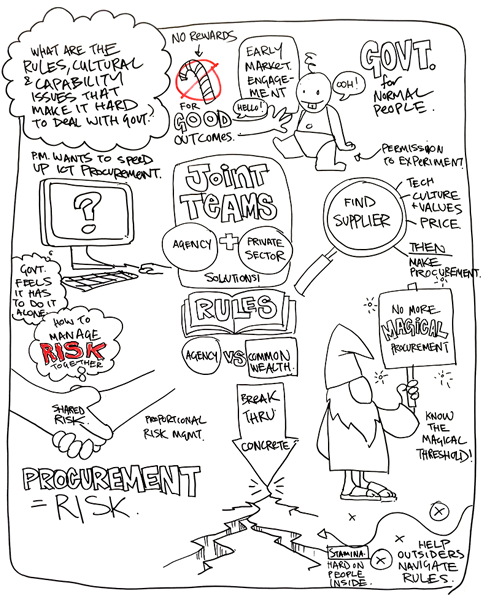 WHAT ARE THE
RULES, CULTURAL
& CAPABILITY
ISSUES THAT
MAKE IT HARD
TO DEAL WITH GOVT?
NO REWARDS
FOR
GOOD
OUTCOMES.
EARLY
MARKET
ENGAGE-
MENT
HELLO!
OOH!
GOVT.
for
NORMAL
PEOPLE.
PERMISSION
TO EXPERIMENT.
P.M. WANTS TO SPEED
UP ICT PROCUREMENT.
?
JOINT
TEAMS
AGENCY
+
PRIVATE
SECTOR
SOLUTIONS!
FIND
SUPPLIER
TECH
CULTURE
+ VALUES
PRICE
THEN
MAKE
PROCUREMENT.
GOVT.
FEELS
IT HAS
TO DO IT
ALONE.
HOW TO
MANAGE
RISK
TOGETHER
RULES
AGENCY
VS
COMMON
WEALTH.
NO MORE
MAGICAL
PROCUREMENT
SHARED
RISK.
PROPORTIONAL
RISK MGMT.
BREAK
THRU
CONCRETE!
KNOW
THE
MAGICAL
THRESHOLD!
PROCUREMENT
= RISK.
STAMINA:
HARD ON
PEOPLE
INSIDE.
HELP
OUTSIDERS
NAVIGATE
RULES.